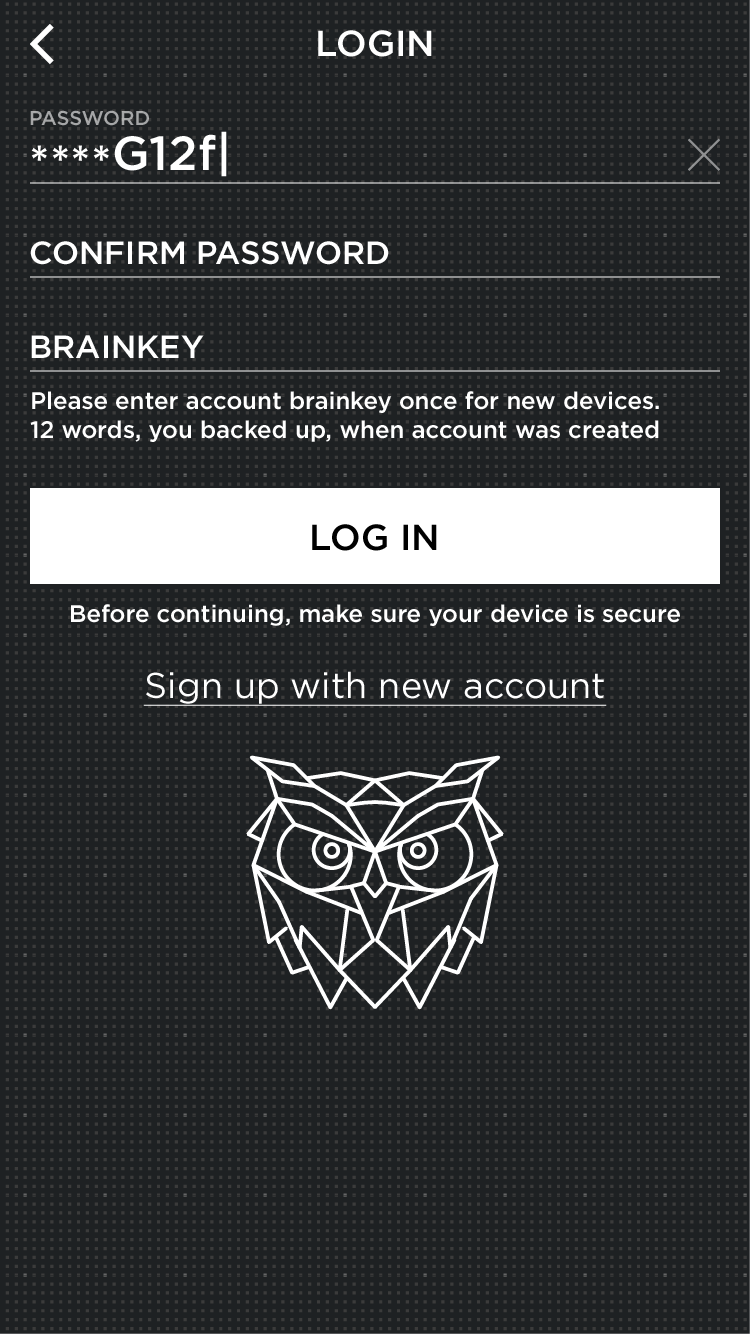 LOGIN
PASSWORD
****G12f
CONFIRM PASSWORD
BRAINKEY
Please enter account brainkey once for new devices.
12 words, you backed up, when account was created
LOG IN
Before continuing, make sure your device is secure
Sign up with new account